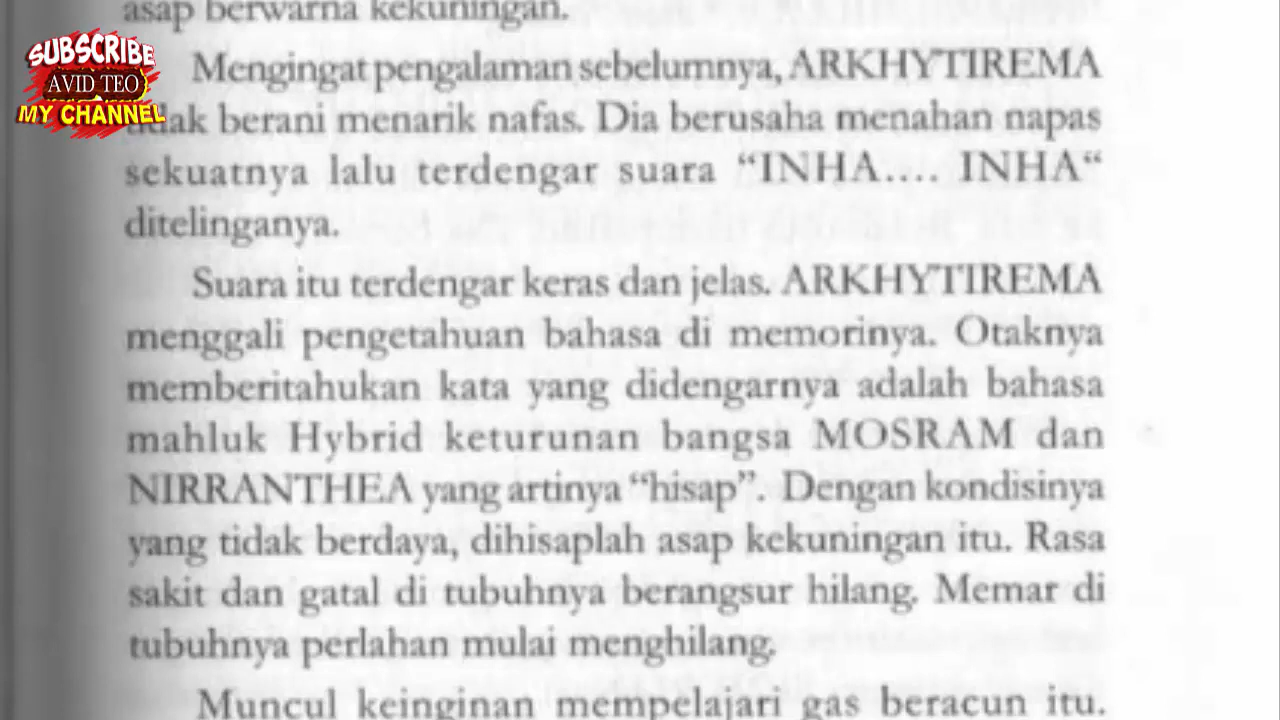 asap berwarna kekuningan.
SUBSCRIBE
AVID TEO
MY CHANNEL
Mengingat pengalaman sebelumnya, ARKHYTIREMA
tidak berani menarik nafas. Dia berusaha menahan napas
sekuatnya lalu terdengar suara “INHA.... INHA“
ditelinganya.
Suara itu terdengar keras dan jelas. ARKHYTIREMA
menggali pengetahuan bahasa di memorinya. Otaknya
memberitahukan kata yang didengarnya adalah bahasa
mahluk Hybrid keturunan bangsa MOSRAM dan
NIRRANTHEA yang artinya “hisap”. Dengan kondisinya
yang tidak berdaya, dihisaplah asap kekuningan itu. Rasa
sakit dan gatal di tubuhnya berangsur hilang. Memar di
tubuhnya perlahan mulai menghilang.
Muncul keinginan mempelajari gas beracun itu.